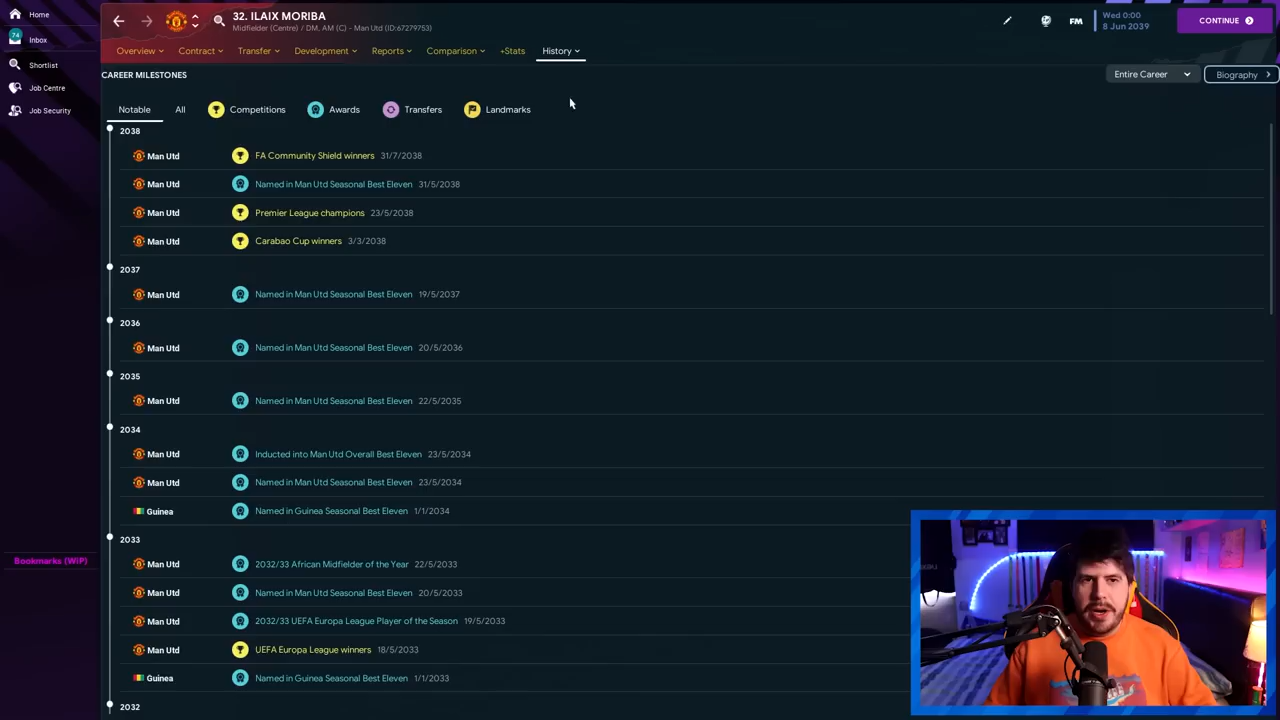 Home
74
Inbox
Shortlist
Job Centre
Job Security
Bookmarks (WiP)
32. ILAIX MORIBA
Midfielder (Centre) / DM, AM (C) - Man Utd (ID:67279753)
FM
Wed 0:00
8 Jun 2039
CONTINUE
Overview
Contract
Transfer
Development
Reports
Comparison
+Stats
History
CAREER MILESTONES
Entire Career
Biography
Notable
All
Competitions
Awards
Transfers
Landmarks
2038
Man Utd FA Community Shield winners 31/7/2038
Man Utd Named in Man Utd Seasonal Best Eleven 31/5/2038
Man Utd Premier League champions 23/5/2038
Man Utd Carabao Cup winners 3/3/2038
2037
Man Utd Named in Man Utd Seasonal Best Eleven 19/5/2037
2036
Man Utd Named in Man Utd Seasonal Best Eleven 20/5/2036
2035
Man Utd Named in Man Utd Seasonal Best Eleven 22/5/2035
2034
Man Utd Inducted into Man Utd Overall Best Eleven 23/5/2034
Man Utd Named in Man Utd Seasonal Best Eleven 23/5/2034
Guinea Named in Guinea Seasonal Best Eleven 1/1/2034
2033
Man Utd 2032/33 African Midfielder of the Year 22/5/2033
Man Utd Named in Man Utd Seasonal Best Eleven 20/5/2033
Man Utd 2032/33 UEFA Europa League Player of the Season 19/5/2033
Man Utd UEFA Europa League winners 18/5/2033
Guinea Named in Guinea Seasonal Best Eleven 1/1/2033
2032